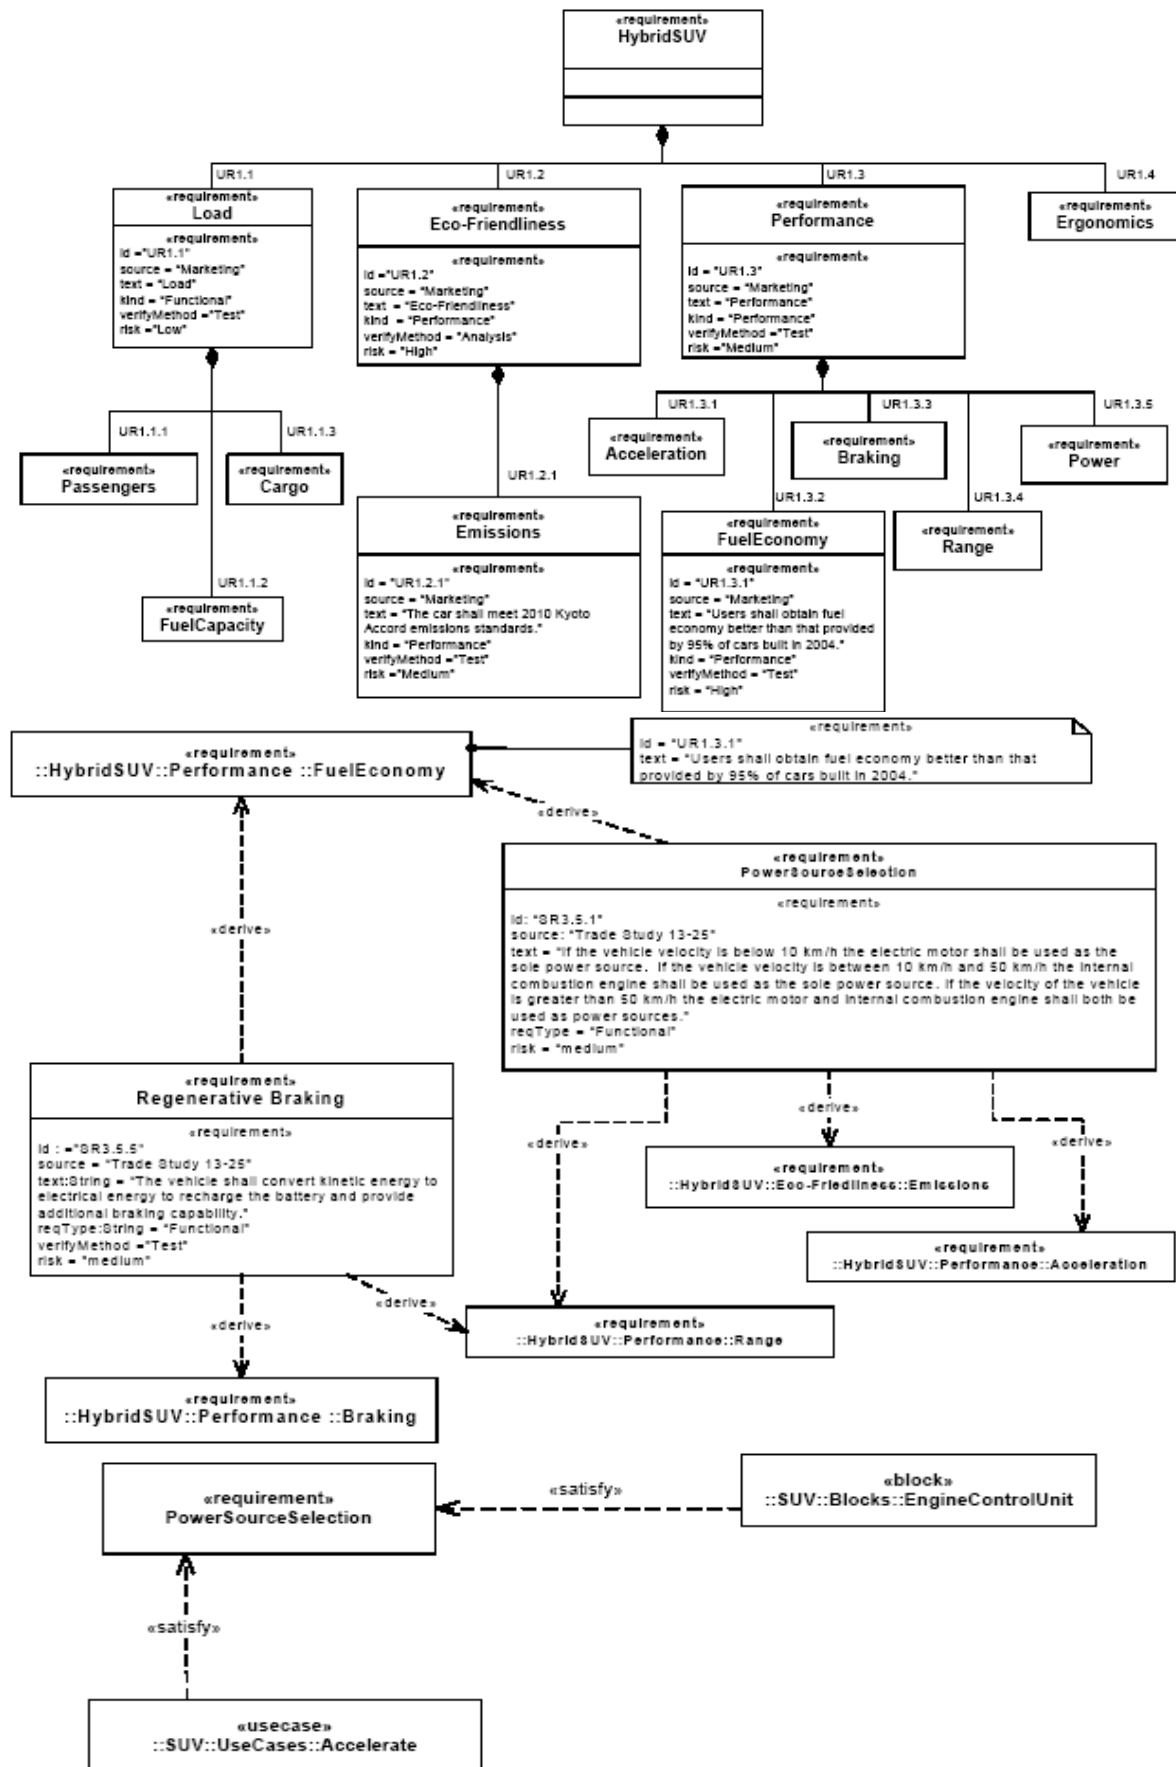 «requirement»
HybridSUV
UR1.1
UR1.2
UR1.3
UR1.4
«requirement»
Load
«requirement»
Id ="UR1.1"
source = "Marketing"
text = "Load"
kind = "Functional"
verifyMethod ="Test"
risk ="Low"
«requirement»
Eco-Friendliness
«requirement»
Id ="UR1.2"
source = "Marketing"
text = "Eco-Friendliness"
kind = "Performance"
verifyMethod = "Analysis"
risk = "High"
«requirement»
Performance
«requirement»
Id = "UR1.3"
source = "Marketing"
text = "Performance"
kind = "Performance"
verifyMethod ="Test"
risk ="Medium"
«requirement»
Ergonomics
UR1.1.1
UR1.1.3
«requirement»
Passengers
«requirement»
Cargo
UR1.1.2
«requirement»
FuelCapacity
UR1.2.1
«requirement»
Emissions
«requirement»
Id = "UR1.2.1"
source = "Marketing"
text = "The car shall meet 2010 Kyoto
Accord emissions standards."
kind = "Performance"
verifyMethod ="Test"
risk ="Medium"
UR1.3.1
UR1.3.3
UR1.3.5
«requirement»
Acceleration
«requirement»
Braking
«requirement»
Power
UR1.3.2
UR1.3.4
«requirement»
FuelEconomy
«requirement»
Id = "UR1.3.1"
source = "Marketing"
text = "Users shall obtain fuel
economy better than that provided
by 95% of cars built in 2004."
kind = "Performance"
verifyMethod = "Test"
risk = "High"
«requirement»
Range
«requirement»
::HybridSUV::Performance ::FuelEconomy
«requirement»
Id = "UR1.3.1"
text = "Users shall obtain fuel economy better than that
provided by 95% of cars built in 2004."
«derive»
«requirement»
PowerSourceSelection
«requirement»
Id: "SR3.5.1"
source: "Trade Study 13-25"
text = "If the vehicle velocity is below 10 km/h the electric motor shall be used as the
sole power source. If the vehicle velocity is between 10 km/h and 50 km/h the internal
combustion engine shall be used as the sole power source. If the velocity of the vehicle
is greater than 50 km/h the electric motor and internal combustion engine shall both be
used as power sources."
reqType = "Functional"
risk = "medium"
«derive»
«requirement»
Regenerative Braking
«requirement»
Id : ="SR3.5.5"
source = "Trade Study 13-25"
text:String = "The vehicle shall convert kinetic energy to
electrical energy to recharge the battery and provide
additional braking capability."
reqType:String = "Functional"
verifyMethod ="Test"
risk = "medium"
«derive»
«derive»
«derive»
«requirement»
::HybridSUV::Eco-Friedliness::Emissions
«requirement»
::HybridSUV::Performance::Acceleration
«derive»
«derive»
«requirement»
::HybridSUV::Performance::Range
«requirement»
::HybridSUV::Performance ::Braking
«requirement»
PowerSourceSelection
«satisfy»
«block»
::SUV::Blocks::EngineControlUnit
«satisfy»
«usecase»
::SUV::UseCases::Accelerate